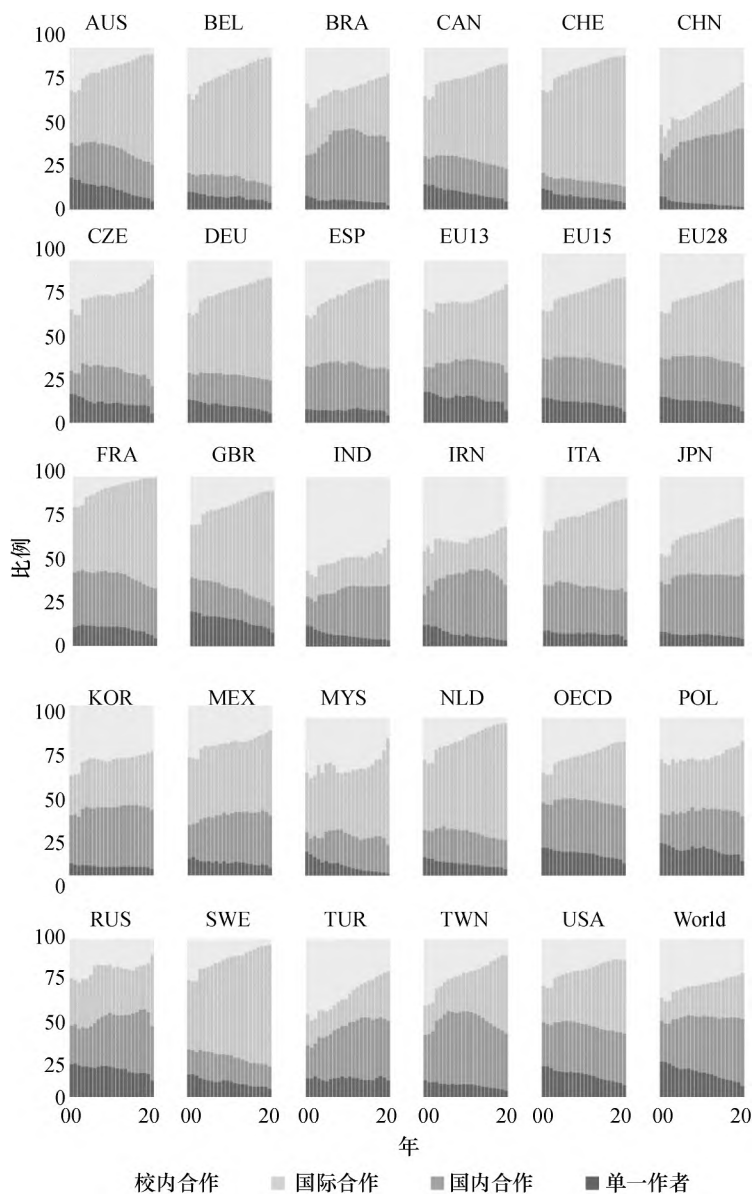 AUS BEL BRA CAN CHE CHN
100
75
50
25
0
CZE DEU ESP EU13 EU15 EU28
100
75
50
25
0
FRA GBR IND IRN ITA JPN
100
75
50
25
0
比例
KOR MEX MYS NLD OECD POL
100
75
50
25
0
RUS SWE TUR TWN USA World
100
75
50
25
0
00 20 00 20 00 20 00 20 00 20 00 20
年
校内合作 国际合作 国内合作 单一作者